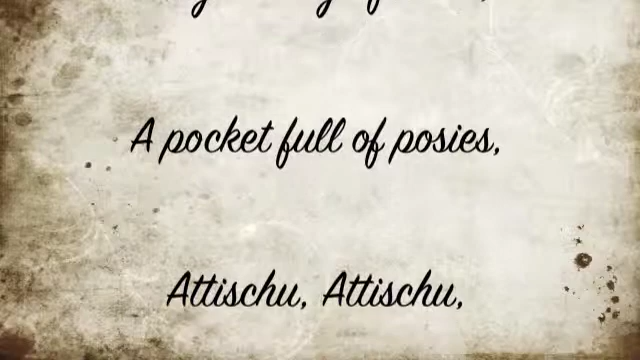 A pocket full of posies,
Attischu, Attischu,